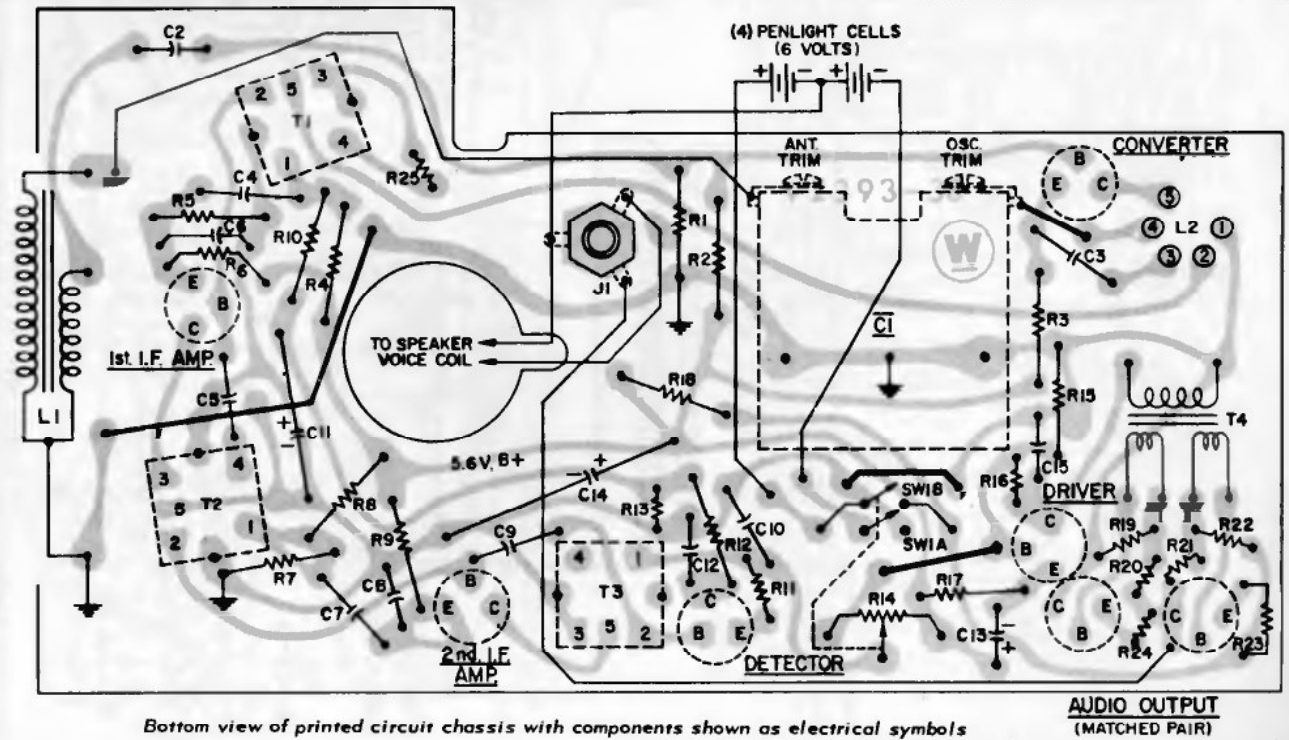 C2
(4) PENLIGHT CELLS
(6 VOLTS)
+ - + -
2 5 3
T1
1 4
ANT.
TRIM
OSC.
TRIM
CONVERTER
B
E C
5
4 L2 1
3 2
C4
R25
R5
C6
R6
R10
R4
R1
R2
J1
W
C3
E
B
C
1st. I.F. AMP.
TO SPEAKER
VOICE COIL
C1
R3
R15
R18
L1
C5
+
-
C11
T4
3 4
T2
1
2
5.6V, B+
- +
C14
R8
R9
R13
C9
C10
R12
C12
R11
SW1B
SW1A
R16
C15
DRIVER
C
B
E
R19
R20
R21
R22
R7
C7
C8
B
E C
2nd. I.F.
AMP.
4 1
T3
3 5 2
C
B E
DETECTOR
R14
R17
C13
-
+
C E
B
R24
C E
B
R23
AUDIO OUTPUT
(MATCHED PAIR)
Bottom view of printed circuit chassis with components shown as electrical symbols